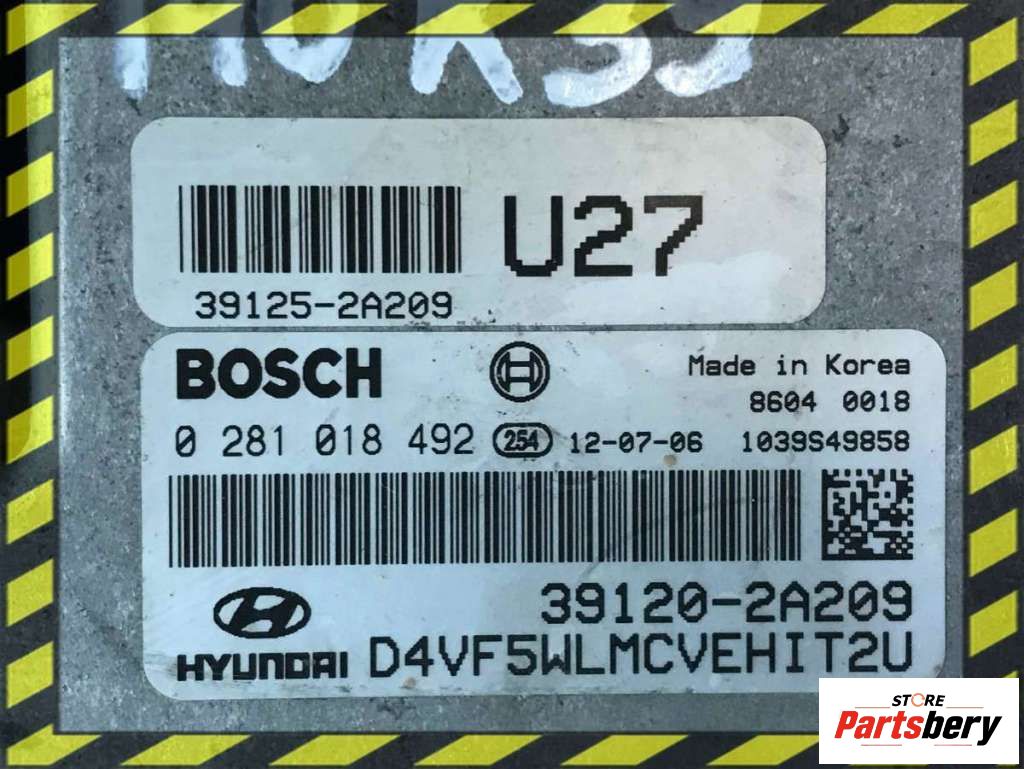 U27
39125-2A209
BOSCH
Made in Korea
8604 0018
0 281 018 492 254 12-07-06 1039S49858
39120-2A209
HYUNDAI D4VF5WLMCVEHIT2U
STORE
Partsbery